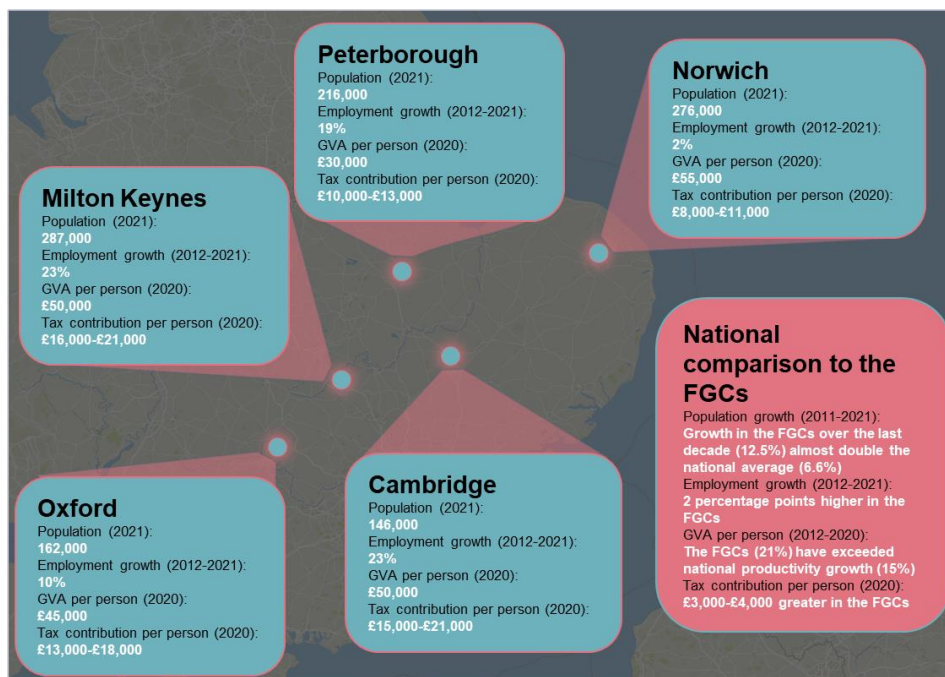 Peterborough
Population (2021):
216,000
Employment growth (2012-2021):
19%
GVA per person (2020):
£30,000
Tax contribution per person (2020):
£10,000-£13,000
Norwich
Population (2021):
276,000
Employment growth (2012-2021):
2%
GVA per person (2020):
£55,000
Tax contribution per person (2020):
£8,000-£11,000
Milton Keynes
Population (2021):
287,000
Employment growth (2012-2021):
23%
GVA per person (2020):
£50,000
Tax contribution per person (2020):
£16,000-£21,000
National
comparison to the
FGCs
Population growth (2011-2021):
Growth in the FGCs over the last
decade (12.5%) almost double the
national average (6.6%)
Employment growth (2012-2021):
2 percentage points higher in the
FGCs
GVA per person (2012-2020):
The FGCs (21%) have exceeded
national productivity growth (15%)
Tax contribution per person (2020):
£3,000-£4,000 greater in the FGCs
Oxford
Population (2021):
162,000
Employment growth (2012-2021):
10%
GVA per person (2020):
£45,000
Tax contribution per person (2020):
£13,000-£18,000
Cambridge
Population (2021):
146,000
Employment growth (2012-2021):
23%
GVA per person (2020):
£50,000
Tax contribution per person (2020):
£15,000-£21,000